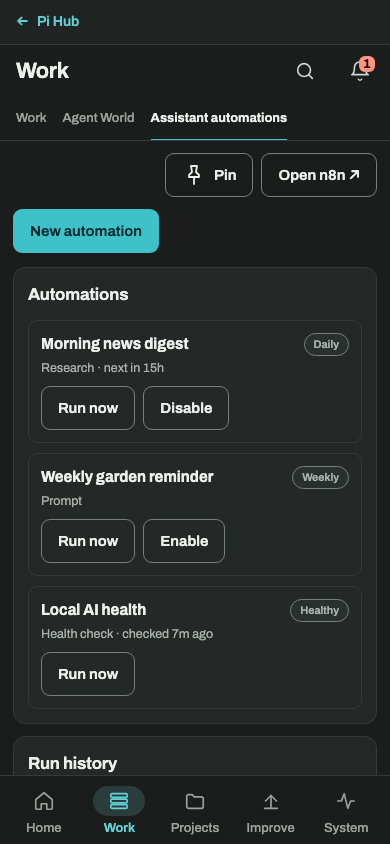 Pi Hub
Work
1
Work Agent World Assistant automations
Pin Open n8n
New automation
Automations
Morning news digest Daily
Research · next in 15h
Run now Disable
Weekly garden reminder Weekly
Prompt
Run now Enable
Local AI health Healthy
Health check · checked 7m ago
Run now
Run history
Home Work Projects Improve System